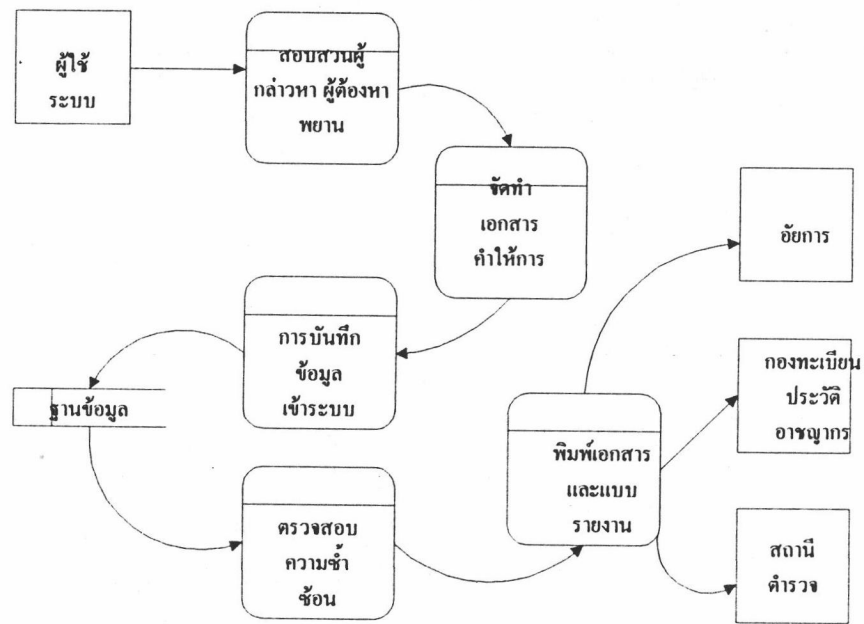 ผู้ใช้
ระบบ
สอบสวนผู้
กล่าวหา ผู้ต้องหา
พยาน
จัดทำ
เอกสาร
คำให้การ
อัยการ
การบันทึก
ข้อมูล
เข้าระบบ
กองทะเบียน
ประวัติ
อาชญากร
ฐานข้อมูล
พิมพ์เอกสาร
และแบบ
รายงาน
ตรวจสอบ
ความซ้ำ
ซ้อน
สถานี
ตำรวจ